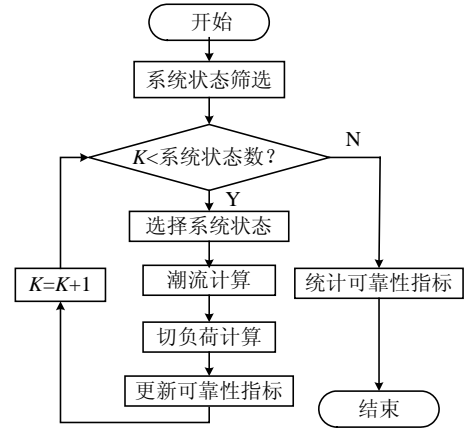 开始
系统状态筛选
K<系统状态数?
N
Y
选择系统状态
潮流计算
K=K+1
统计可靠性指标
切负荷计算
更新可靠性指标
结束